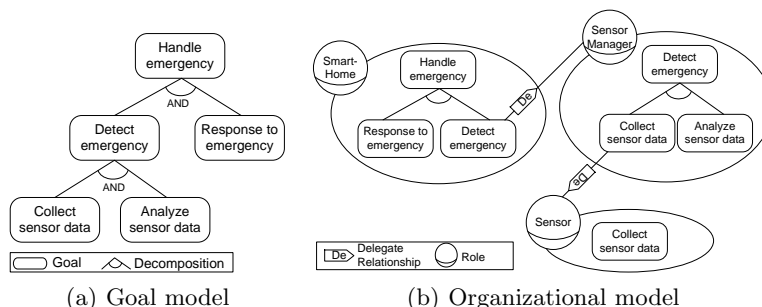 Handle
emergency
AND
Detect
emergency
Response to
emergency
AND
Collect
sensor data
Analyze
sensor data
Goal
Decomposition
(a) Goal model
Smart-
Home
Handle
emergency
Response to
emergency
Detect
emergency
De
Sensor
Manager
Detect
emergency
Collect
sensor data
Analyze
sensor data
De
Sensor
Collect
sensor data
De
Delegate
Relationship
Role
(b) Organizational model